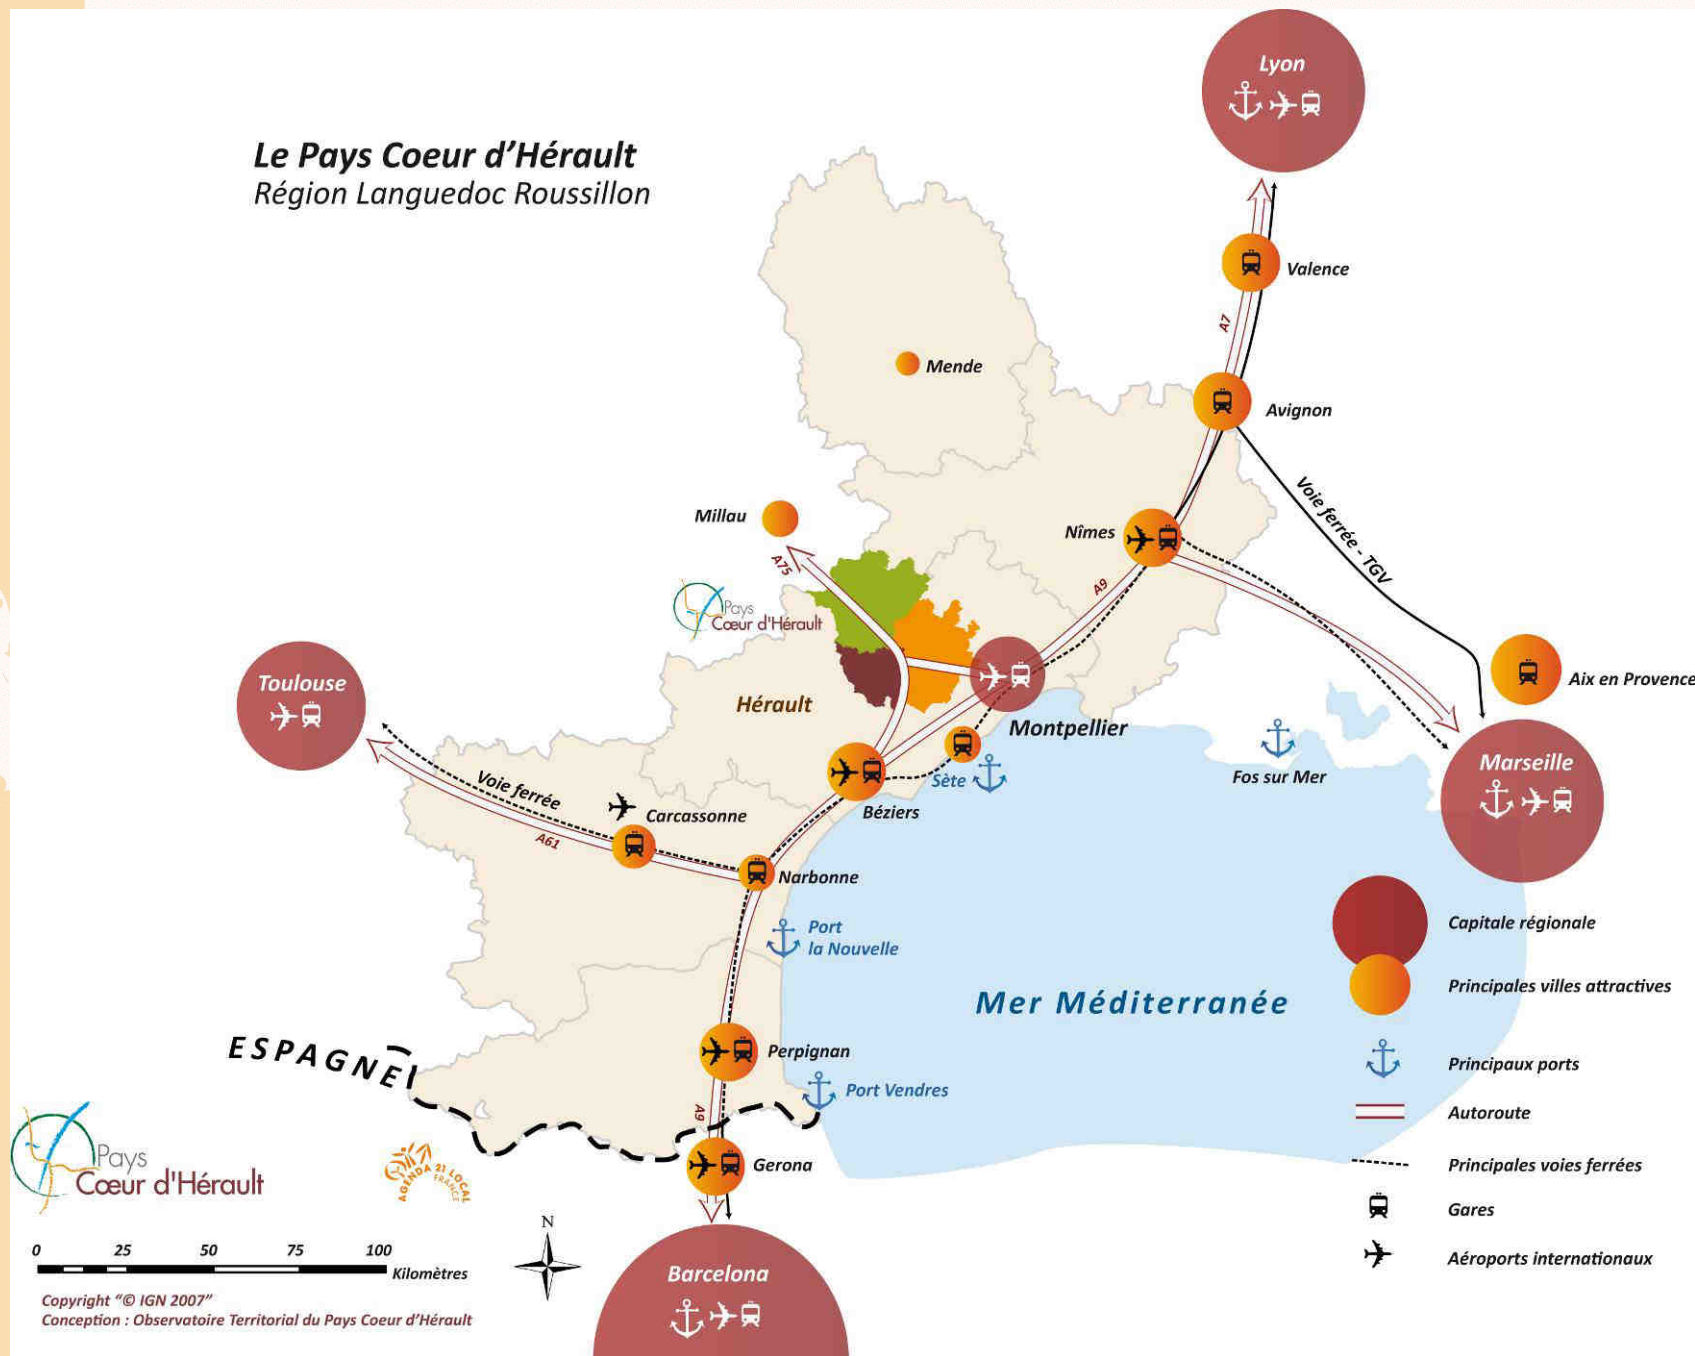 Lyon
Le Pays Coeur d'Hérault
Région Languedoc Roussillon
Valence
A7
Mende
Avignon
Voie ferrée - TGV
Millau
Nîmes
A75
A9
Pays
Cœur d'Hérault
Toulouse
Hérault
Aix en Provence
Montpellier
Marseille
Sète
Fos sur Mer
Voie ferrée
Carcassonne
Béziers
A61
Narbonne
Port
la Nouvelle
Capitale régionale
Principales villes attractives
Mer Méditerranée
ESPAGNE
Perpignan
Port Vendres
Principaux ports
A9
Autoroute
Gerona
Principales voies ferrées
Pays
Cœur d'Hérault
AGENDA 21 LOCAL
FRANCE
Gares
N
Aéroports internationaux
0 25 50 75 100
Kilomètres
Barcelona
Copyright "© IGN 2007"
Conception : Observatoire Territorial du Pays Coeur d'Hérault